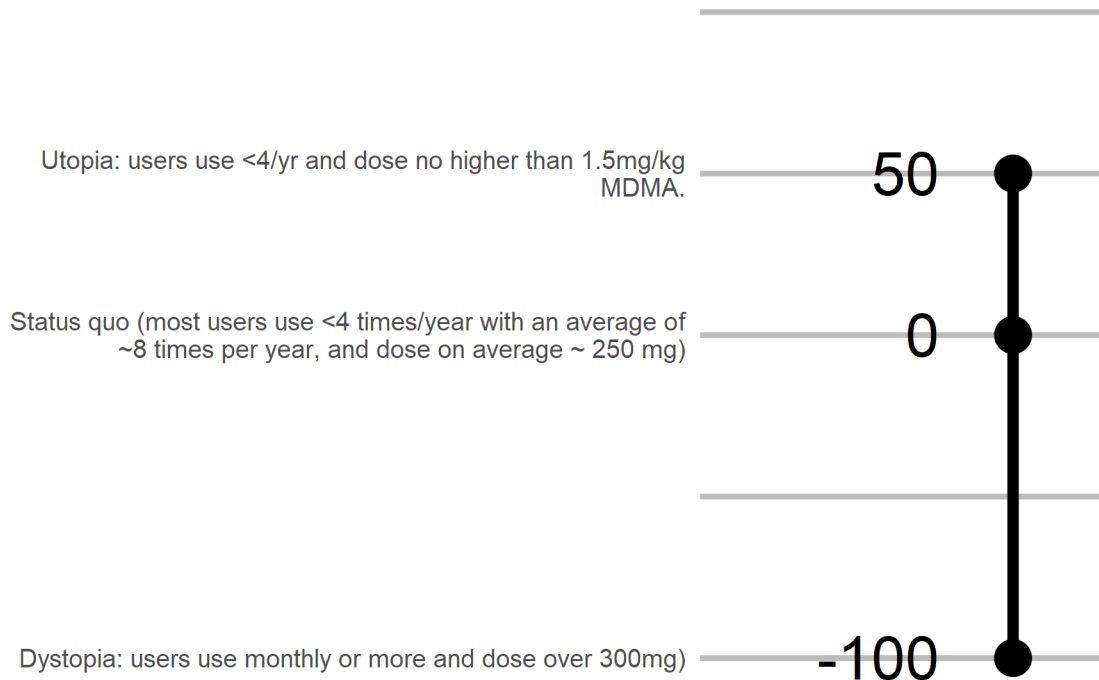 Utopia: users use <4/yr and dose no higher than 1.5mg/kg
MDMA.
50
Status quo (most users use <4 times/year with an average of
~8 times per year, and dose on average ~ 250 mg)
0
Dystopia: users use monthly or more and dose over 300mg)
-100